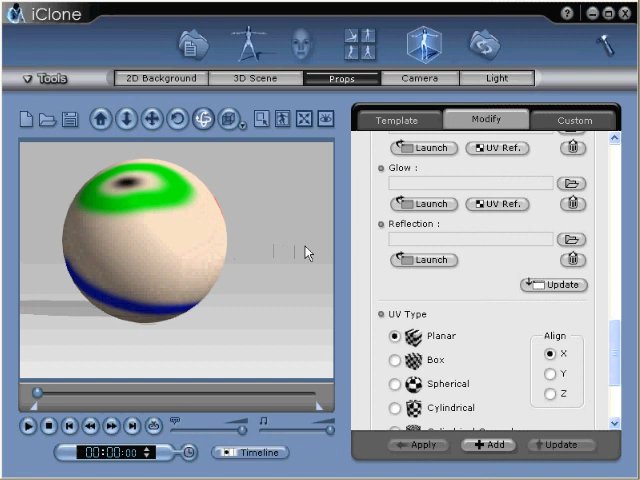 iClone
Tools
2D Background 3D Scene Props Camera Light
Template Modify Custom
Launch UV Ref.
Glow :
Launch UV Ref.
Reflection :
Launch
Update
UV Type
Planar
Box
Spherical
Cylindrical
Align
X
Y
Z
Apply Add Update
00:00:00 Timeline